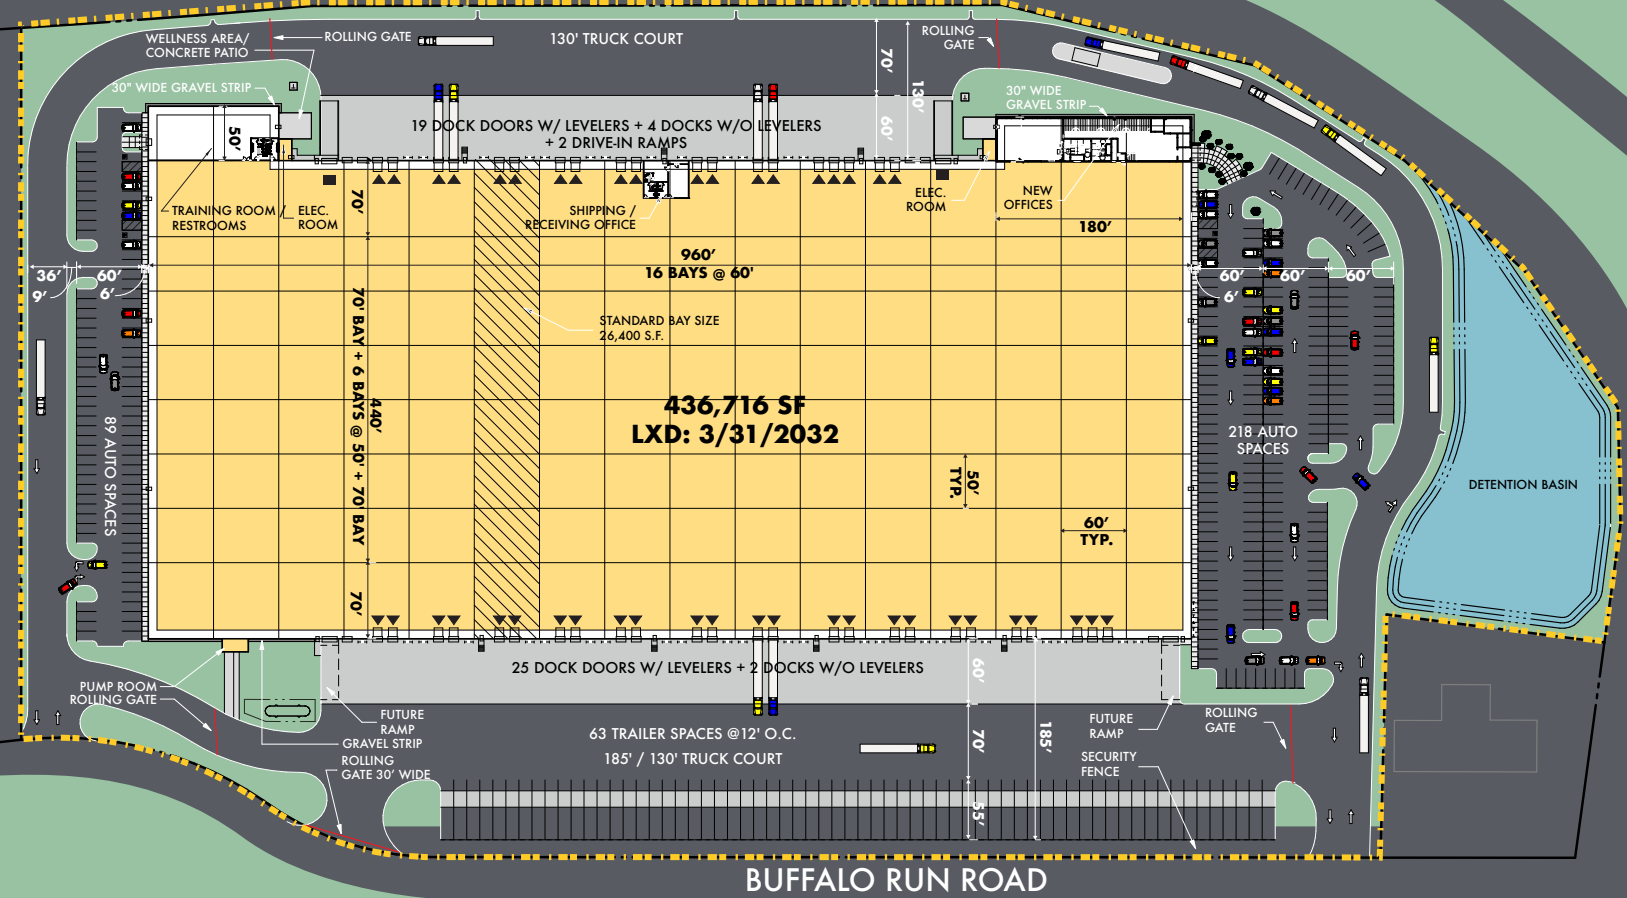 WELLNESS AREA/
CONCRETE PATIO
ROLLING GATE
130' TRUCK COURT
70'
130'
60'
ROLLING
GATE
30" WIDE GRAVEL STRIP
30" WIDE
GRAVEL STRIP
50'
19 DOCK DOORS W/ LEVELERS + 4 DOCKS W/O LEVELERS
+ 2 DRIVE-IN RAMPS
TRAINING ROOM /
RESTROOMS
ELEC.
ROOM
70'
SHIPPING /
RECEIVING OFFICE
ELEC.
ROOM
NEW
OFFICES
180'
960'
16 BAYS @ 60'
36'
60'
9'
6'
60'
60'
60'
6'
STANDARD BAY SIZE
26,400 S.F.
70' BAY + 6 BAYS @ 50' + 70' BAY
440'
436,716 SF
LXD: 3/31/2032
89 AUTO SPACES
218 AUTO
SPACES
50'
TYP.
60'
TYP.
DETENTION BASIN
70'
25 DOCK DOORS W/ LEVELERS + 2 DOCKS W/O LEVELERS
60'
PUMP ROOM
ROLLING GATE
FUTURE
RAMP
GRAVEL STRIP
ROLLING
GATE 30' WIDE
63 TRAILER SPACES @12' O.C.
185' / 130' TRUCK COURT
70'
185'
55'
FUTURE
RAMP
SECURITY
FENCE
ROLLING
GATE
BUFFALO RUN ROAD